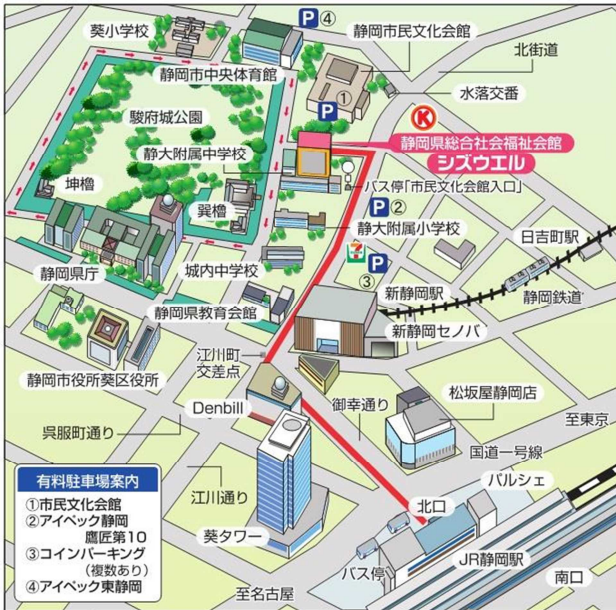 葵小学校
P④
静岡市民文化会館
北街道
静岡市中央体育館
水落交番
P
①
K
駿府城公園
静岡県総合社会福祉会館
シズウエル
静大附属中学校
バス停「市民文化会館入口」
坤櫓
巽櫓
P②
静大附属小学校
日吉町駅
静岡県庁
城内中学校
P
③
新静岡駅
静岡鉄道
静岡県教育会館
新静岡セノバ
江川町
交差点
静岡市役所葵区役所
松坂屋静岡店
Denbill
御幸通り
至東京
呉服町通り
国道一号線
パルシェ
有料駐車場案内
①市民文化会館
②アイペック静岡
鷹匠第10
③コインパーキング
(複数あり)
④アイペック東静岡
江川通り
北口
葵タワー
JR静岡駅
バス停
南口
至名古屋